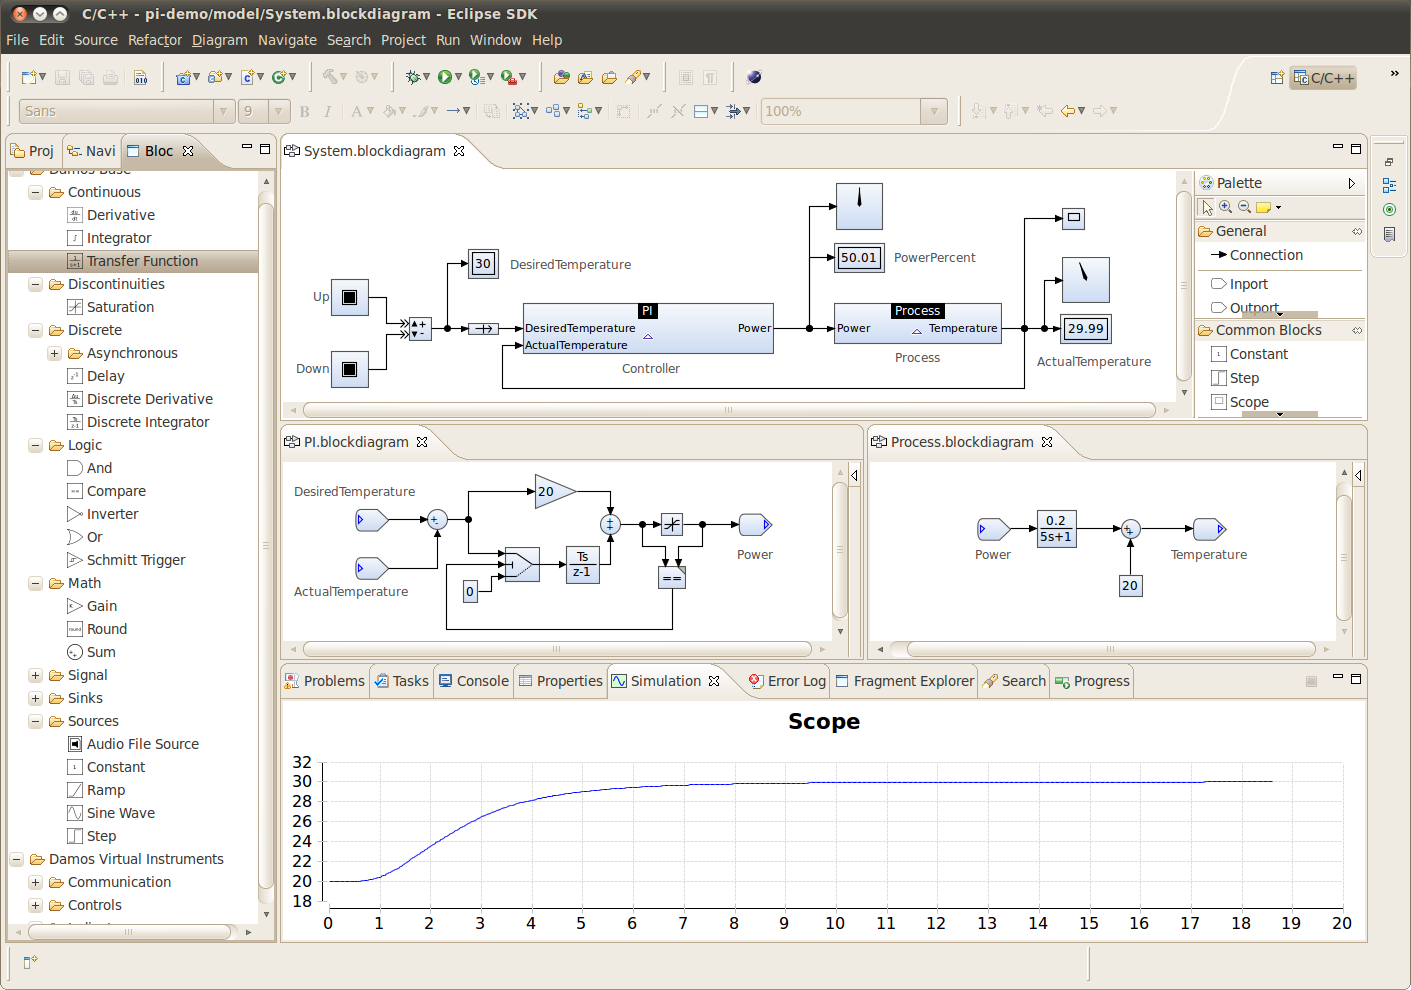 C/C++ - pi-demo/model/System.blockdiagram - Eclipse SDK
File Edit Source Refactor Diagram Navigate Search Project Run Window Help
C/C++
Sans 9 B I A 100%
Proj Navi Bloc
Damos Base
Continuous
Derivative
Integrator
Transfer Function
Discontinuities
Saturation
Discrete
Asynchronous
Delay
Discrete Derivative
Discrete Integrator
Logic
And
Compare
Inverter
Or
Schmitt Trigger
Math
Gain
Round
Sum
Signal
Sinks
Sources
Audio File Source
Constant
Ramp
Sine Wave
Step
Damos Virtual Instruments
Communication
Controls
System.blockdiagram
30 DesiredTemperature
50.01 PowerPercent
Up
Down
PI
DesiredTemperature Power
ActualTemperature
Controller
Process
Power Temperature
Process
29.99
ActualTemperature
Palette
General
Connection
Inport
Outport
Common Blocks
Constant
Step
Scope
PI.blockdiagram
DesiredTemperature
20
ActualTemperature
0
Ts
z-1
==
Power
Process.blockdiagram
Power
0.2
5s+1
20
Temperature
Problems Tasks Console Properties Simulation Error Log Fragment Explorer Search Progress
Scope
32
30
28
26
24
22
20
18
0 1 2 3 4 5 6 7 8 9 10 11 12 13 14 15 16 17 18 19 20